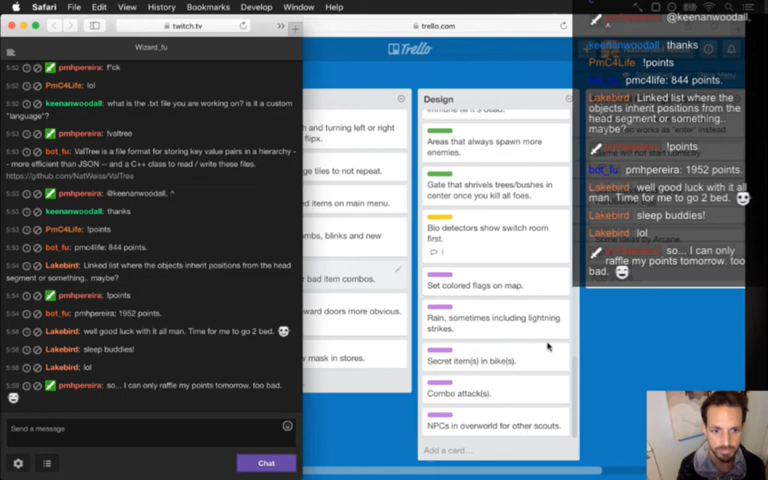 Safari File Edit View History Bookmarks Develop Window Help
twitch.tv
trello.com
Wizard_fu
5:52 pmhpereira: f*ck
PmC4Life: lol
5:52 keenanwoodall: what is the .txt file you are working on? is it a custom
"language"?
5:53 pmhpereira: !valtree
5:53 bot_fu: ValTree is a file format for storing key value pairs in a hierarchy -
- more efficient than JSON -- and a C++ class to read / write these files.
https://github.com/NatWeiss/ValTree
5:53 pmhpereira: @keenanwoodall, ^
5:53 keenanwoodall: thanks
5:53 PmC4Life: !points
5:53 bot_fu: pmc4life: 844 points.
5:54 Lakebird: Linked list where the objects inherit positions from the head
segment or something.. maybe?
5:54 pmhpereira: !points
5:54 bot_fu: pmhpereira: 1952 points.
5:58 Lakebird: well good luck with it all man. Time for me to go 2 bed.
5:58 Lakebird: sleep buddies!
5:58 Lakebird: lol
5:59 pmhpereira: so... I can only raffle my points tomorrow. too bad.
Send a message
Chat
Trello
h and turning left or right
flipx.
ge tiles to not repeat.
d items on main menu.
mbs, blinks and new
bad item combos.
ward doors more obvious.
y mask in stores.
Design
immune till it's dead.
Areas that always spawn more
enemies.
Gate that shrivels trees/bushes in
center once you kill all foes.
Bio detectors show switch room
first.
1
Set colored flags on map.
Rain, sometimes including lightning
strikes.
Secret item(s) in bike(s).
Combo attack(s).
NPCs in overworld for other scouts.
Add a card...
@keenanwoodall,
^
keenanwoodall thanks
PmC4Life !points
bot_fu pmc4life: 844 points.
Lakebird Linked list where the
objects inherit positions from the
head segment or something..
maybe?
!points
bot_fu pmhpereira: 1952 points.
Lakebird well good luck with it all
man. Time for me to go 2 bed.
Lakebird sleep buddies!
Lakebird lol
pmhpereira so... I can only
raffle my points tomorrow. too
bad.